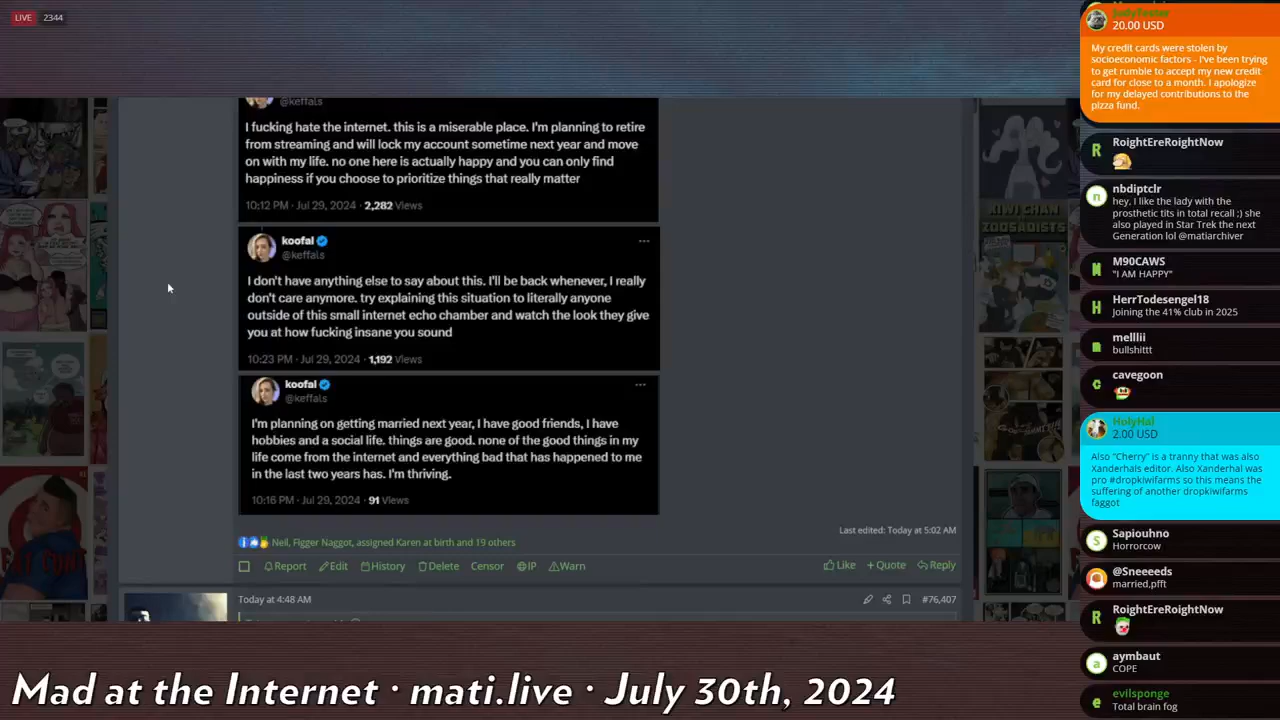 LIVE 2344
@keffals
I fucking hate the internet. this is a miserable place. I'm planning to retire
from streaming and will lock my account sometime next year and move
on with my life. no one here is actually happy and you can only find
happiness if you choose to prioritize things that really matter
10:12 PM · Jul 29, 2024 · 2,282 Views
koofal
@keffals
I don't have anything else to say about this. I'll be back whenever, I really
don't care anymore. try explaining this situation to literally anyone
outside of this small internet echo chamber and watch the look they give
you at how fucking insane you sound
10:23 PM · Jul 29, 2024 · 1,192 Views
koofal
@keffals
I'm planning on getting married next year, I have good friends, I have
hobbies and a social life. things are good. none of the good things in my
life come from the internet and everything bad that has happened to me
in the last two years has. I'm thriving.
10:16 PM · Jul 29, 2024 · 91 Views
Last edited: Today at 5:02 AM
Neil, Figger Naggot, assigned Karen at birth and 19 others
Report Edit History Delete Censor IP Warn
Like + Quote Reply
Today at 4:48 AM
#76,407
20.00 USD
My credit cards were stolen by
socioeconomic factors - I've been trying
to get rumble to accept my new credit
card for close to a month. I apologize
for my delayed contributions to the
pizza fund.
RoightEreRoightNow
nbdiptclr
hey, I like the lady with the
prosthetic tits in total recall ;) she
also played in Star Trek the next
Generation lol @matiarchiver
M90CAWS
"I AM HAPPY"
HerrTodesengel18
Joining the 41% club in 2025
melllii
bullshittt
cavegoon
HolyHal
2.00 USD
Also "Cherry" is a tranny that was also
Xanderhals editor. Also Xanderhal was
pro #dropkiwifarms so this means the
suffering of another dropkiwifarms
faggot
Sapiouhno
Horrorcow
@Sneeeeds
married,pfft
RoightEreRoightNow
aymbaut
COPE
evilsponge
Total brain fog
KIWI CHAN
ZOOSADISTS
Mad at the Internet · mati.live · July 30th, 2024